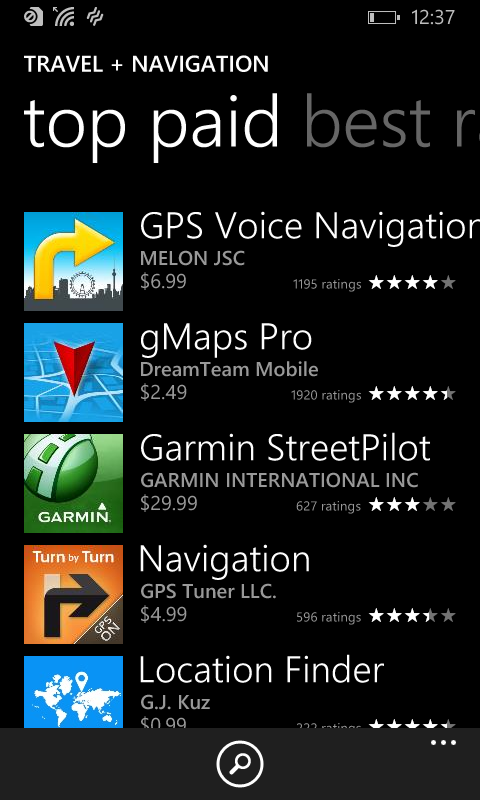 12:37
TRAVEL + NAVIGATION
top paid best r
GPS Voice Navigation
MELON JSC
$6.99
1195 ratings
gMaps Pro
DreamTeam Mobile
$2.49
1920 ratings
Garmin StreetPilot
GARMIN INTERNATIONAL INC
$29.99
627 ratings
GARMIN
Navigation
GPS Tuner LLC.
$4.99
596 ratings
Turn by Turn
GPS
ON
Location Finder
G.J. Kuz
$0.99
222 ratings